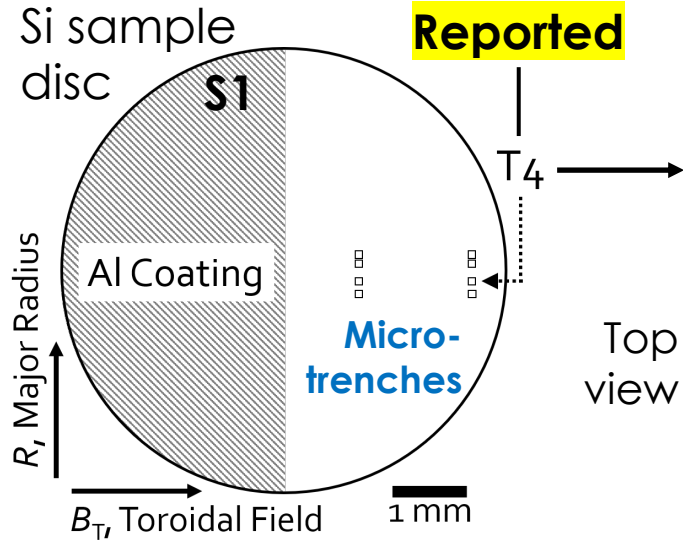 Si sample
disc
Reported
S1
T4
Al Coating
Micro-
trenches
Top
view
R, Major Radius
BT, Toroidal Field
1 mm